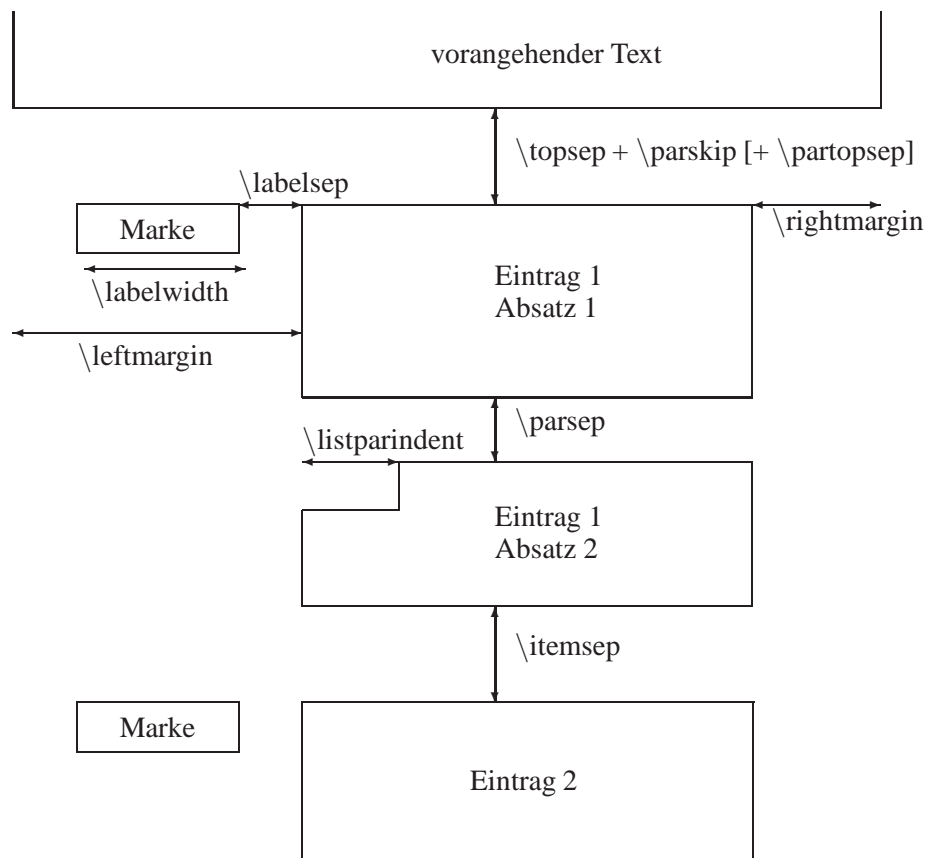 vorangehender Text
\topsep + \parskip [+ \partopsep]
\labelsep
Marke
\rightmargin
Eintrag 1
Absatz 1
\labelwidth
\leftmargin
\parsep
\listparindent
Eintrag 1
Absatz 2
\itemsep
Marke
Eintrag 2